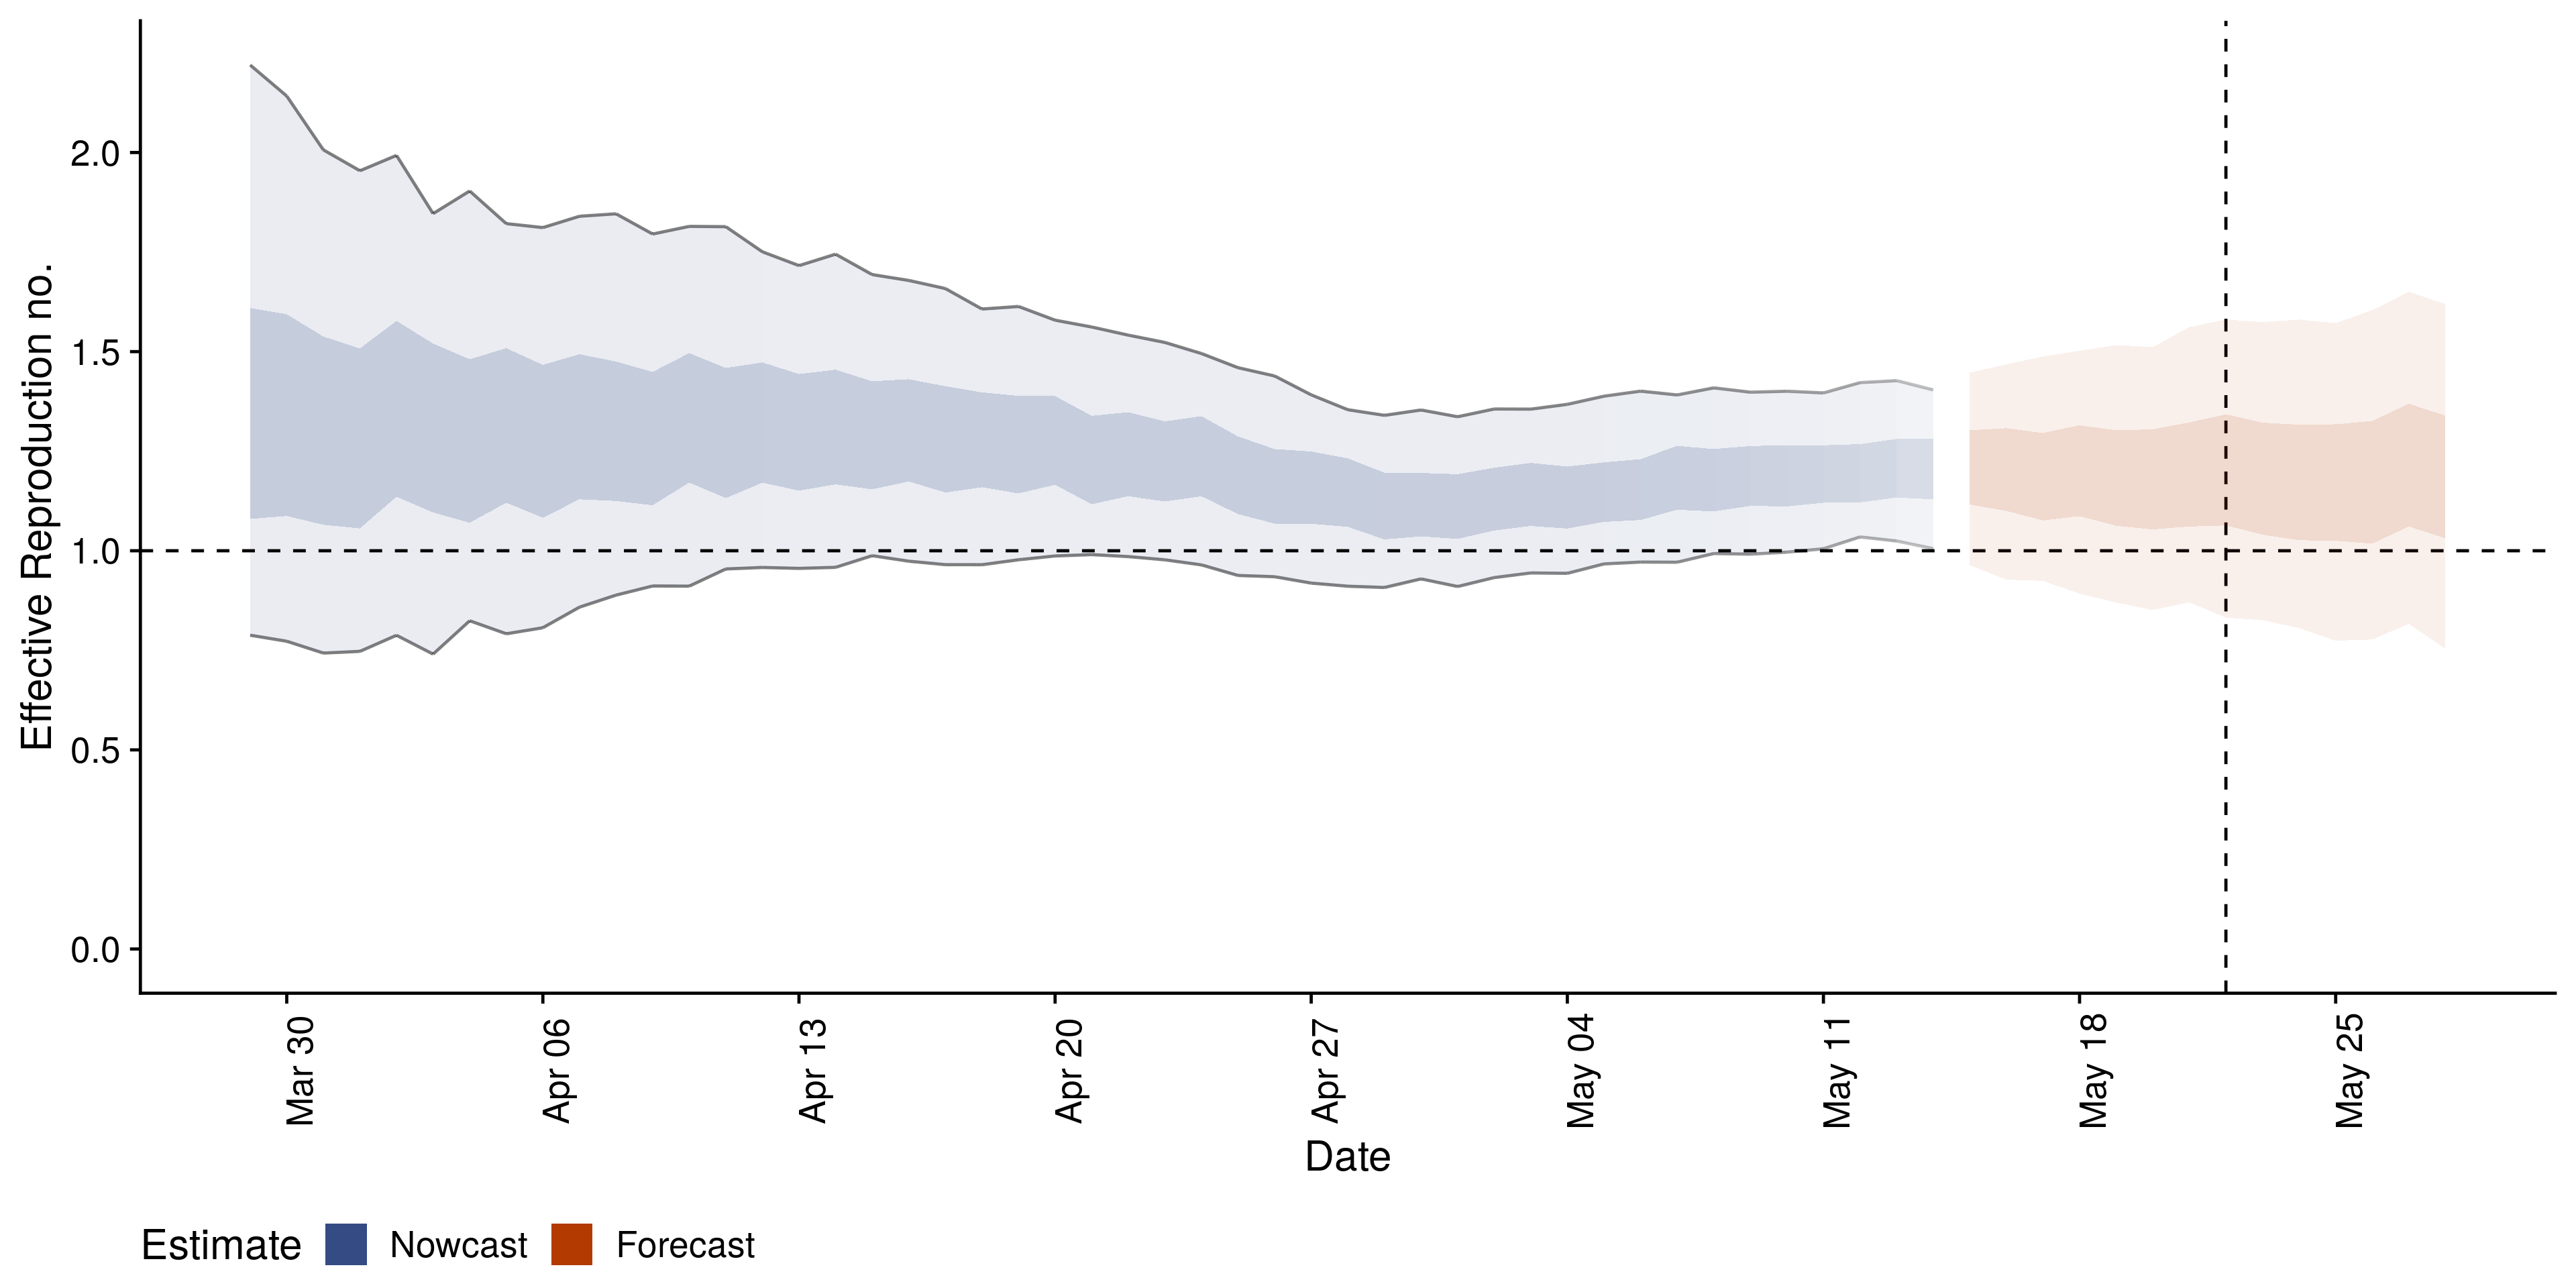 Effective Reproduction no.
2.0
1.5
1.0
0.5
0.0
Mar 30
Apr 06
Apr 13
Apr 20
Apr 27
May 04
May 11
May 18
May 25
Date
Estimate Nowcast Forecast